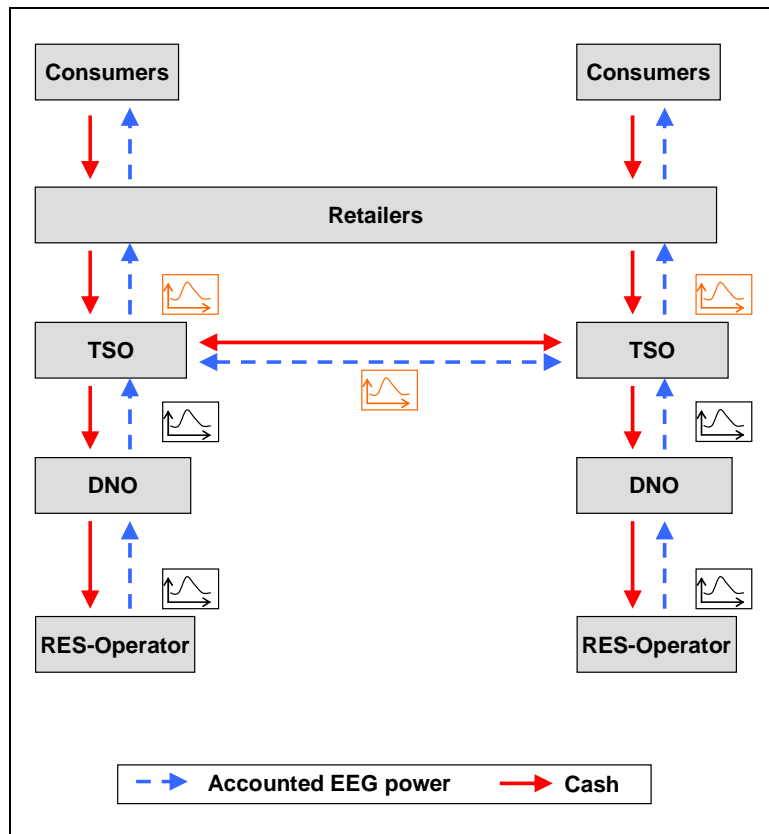 Consumers Consumers
Retailers
TSO TSO
DNO DNO
RES-Operator RES-Operator
Accounted EEG power Cash